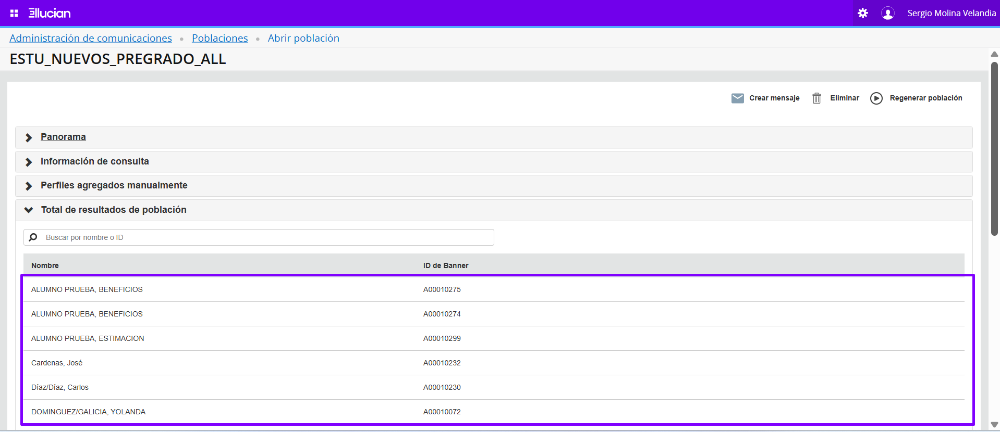 Ellucian
Sergio Molina Velandia
Administración de comunicaciones • Poblaciones • Abrir población
ESTU_NUEVOS_PREGRADO_ALL
Crear mensaje Eliminar Regenerar población
Panorama
Información de consulta
Perfiles agregados manualmente
Total de resultados de población
Buscar por nombre o ID
Nombre ID de Banner
ALUMNO PRUEBA, BENEFICIOS A00010275
ALUMNO PRUEBA, BENEFICIOS A00010274
ALUMNO PRUEBA, ESTIMACION A00010299
Cardenas, José A00010232
Díaz/Díaz, Carlos A00010230
DOMINGUEZ/GALICIA, YOLANDA A00010072